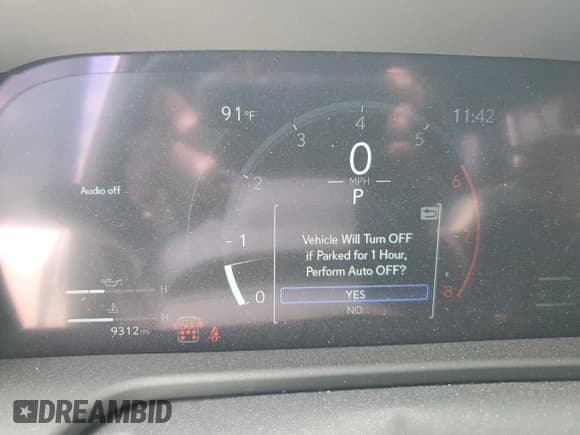 91°F
11:42
4
3
5
0
MPH
2
6
P
Audio off
Vehicle Will Turn OFF
if Parked for 1 Hour,
Perform Auto OFF?
- 1
YES
8
0
NO
H
H
9312 mi
DREAMBID